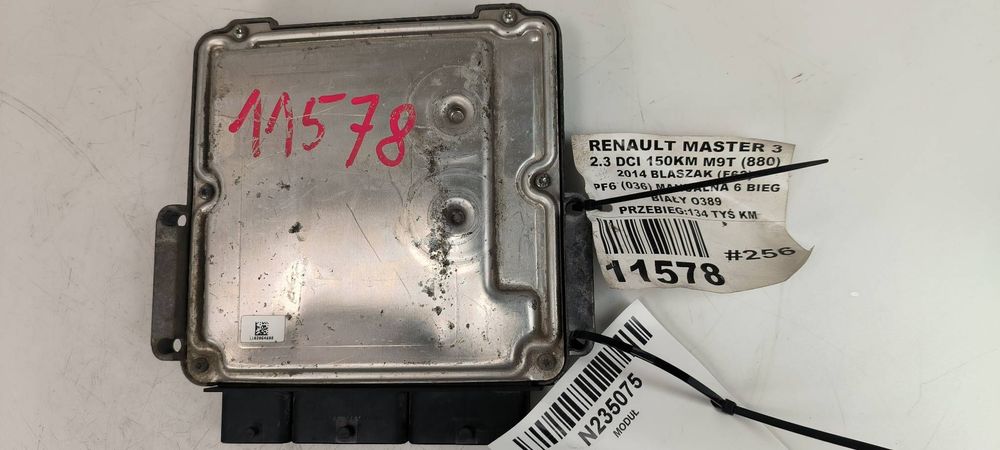 11578
RENAULT MASTER 3
2.3 DCI 150KM M9T (880)
2014 BLASZAK (F62)
PF6 (036) MANUALNA 6 BIEG
BIAŁY O389
PRZEBIEG:134 TYŚ KM
#256
11578
N235075
MODUŁ